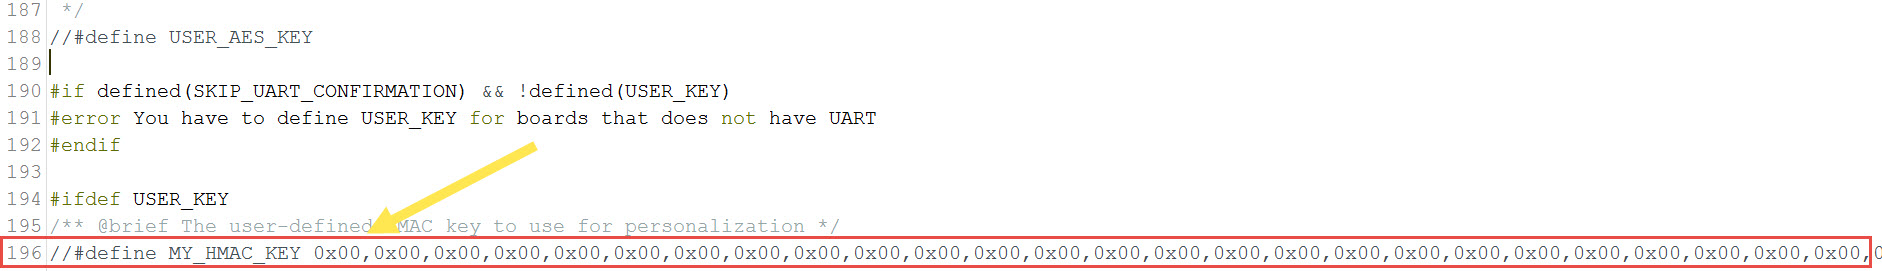 187 */
188 //#define USER_AES_KEY
189
190 #if defined(SKIP_UART_CONFIRMATION) && !defined(USER_KEY)
191 #error You have to define USER_KEY for boards that does not have UART
192 #endif
193
194 #ifdef USER_KEY
195 /** @brief The user-defined MAC key to use for personalization */
196 //#define MY_HMAC_KEY 0x00,0x00,0x00,0x00,0x00,0x00,0x00,0x00,0x00,0x00,0x00,0x00,0x00,0x00,0x00,0x00,0x00,0x00,0x00,0x00,0x00,0x00,0x00,0x00,0x00,0x00,0